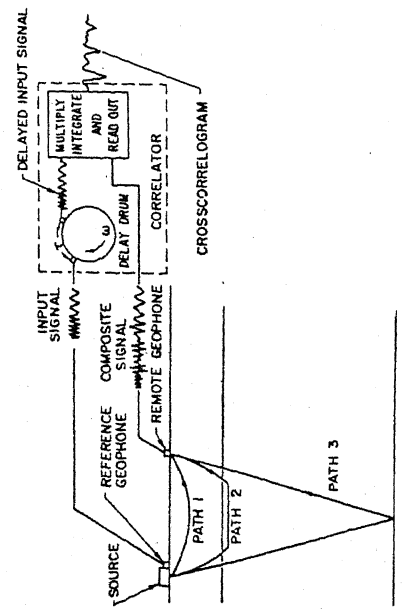 SOURCE
REFERENCE
GEOPHONE
INPUT
SIGNAL
COMPOSITE
SIGNAL
REMOTE GEOPHONE
DELAYED INPUT SIGNAL
τ
ω
DELAY DRUM
MULTIPLY
INTEGRATE
AND
READ OUT
CORRELATOR
CROSSCORRELOGRAM
PATH 1
PATH 2
PATH 3